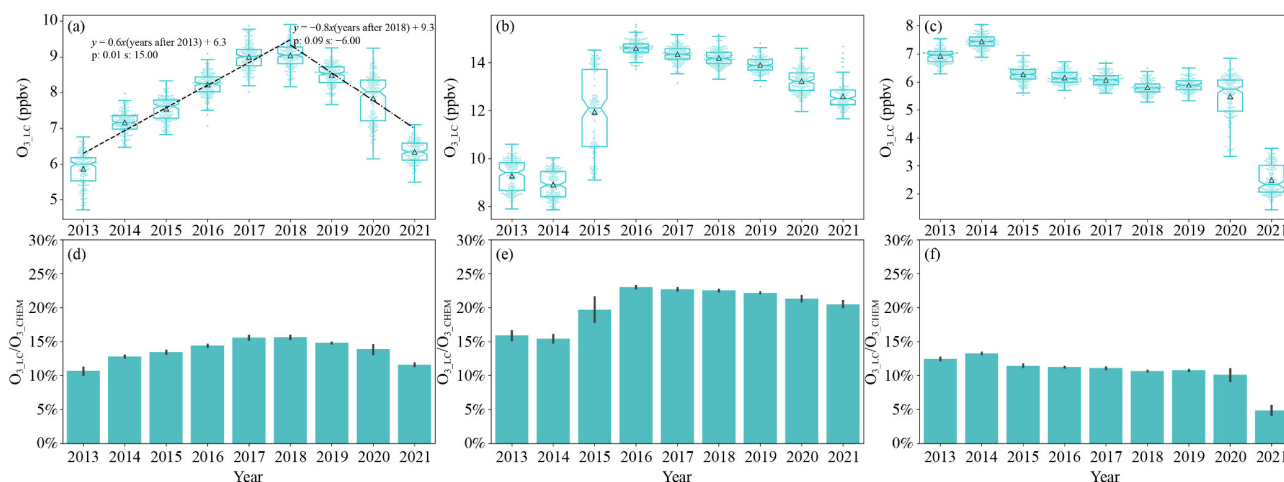 (a)
y = 0.6x(years after 2013) + 6.3
p: 0.01 s: 15.00
y = −0.8x(years after 2018) + 9.3
p: 0.09 s: −6.00
O3_LC (ppbv)
10
9
8
7
6
5
2013 2014 2015 2016 2017 2018 2019 2020 2021
(b)
O3_LC (ppbv)
14
12
10
8
2013 2014 2015 2016 2017 2018 2019 2020 2021
(c)
O3_LC (ppbv)
8
7
6
5
4
3
2
2013 2014 2015 2016 2017 2018 2019 2020 2021
(d)
O3_LC/O3_CHEM
30%
25%
20%
15%
10%
5%
0%
2013 2014 2015 2016 2017 2018 2019 2020 2021
Year
(e)
O3_LC/O3_CHEM
30%
25%
20%
15%
10%
5%
0%
2013 2014 2015 2016 2017 2018 2019 2020 2021
Year
(f)
O3_LC/O3_CHEM
30%
25%
20%
15%
10%
5%
0%
2013 2014 2015 2016 2017 2018 2019 2020 2021
Year